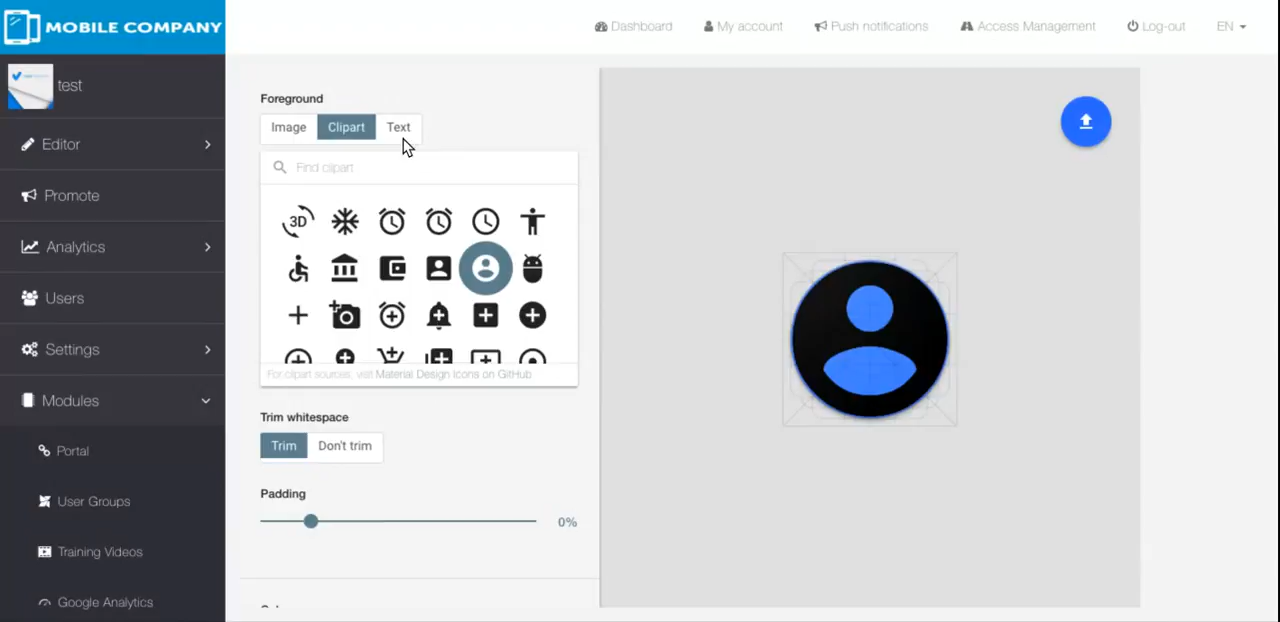 MOBILE COMPANY
Dashboard
My account
Push notifications
Access Management
Log-out
EN
test
Editor
Promote
Analytics
Users
Settings
Modules
Portal
User Groups
Training Videos
Google Analytics
Foreground
Image
Clipart
Text
Find clipart
3D
For clipart sources, visit Material Design Icons on GitHub
Trim whitespace
Trim
Don't trim
Padding
0%